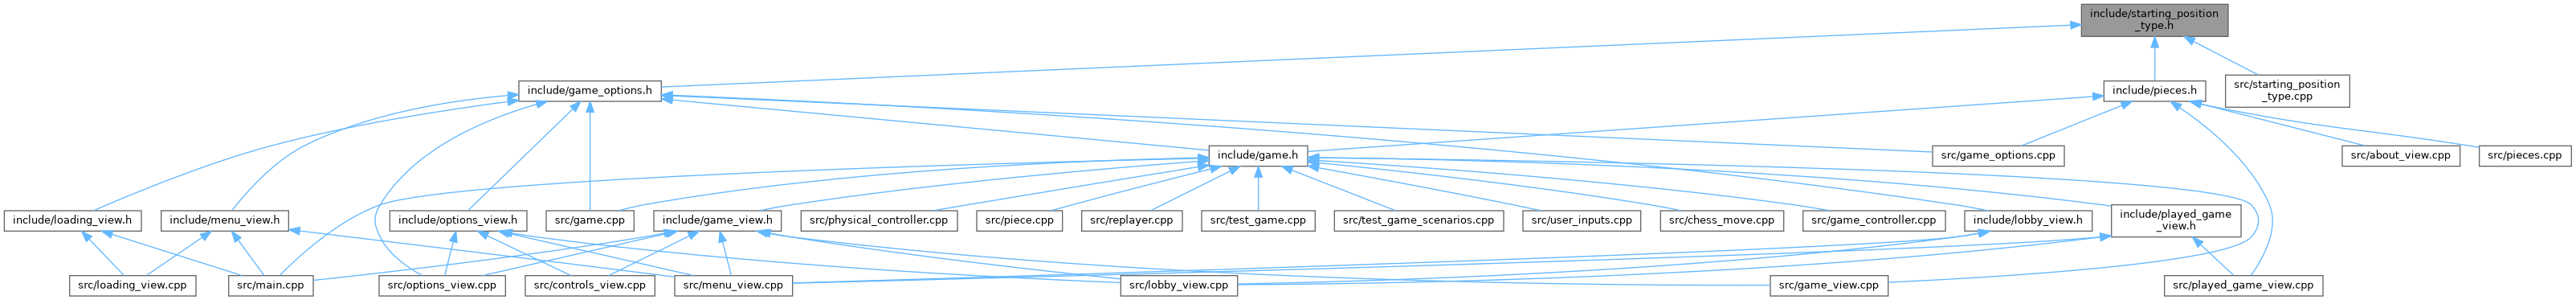 include/starting_position
_type.h
include/game_options.h
include/pieces.h
src/starting_position
_type.cpp
include/game.h
src/game_options.cpp
src/about_view.cpp
src/pieces.cpp
include/loading_view.h
include/menu_view.h
include/options_view.h
src/game.cpp
include/game_view.h
src/physical_controller.cpp
src/piece.cpp
src/replayer.cpp
src/test_game.cpp
src/test_game_scenarios.cpp
src/user_inputs.cpp
src/chess_move.cpp
src/game_controller.cpp
include/lobby_view.h
include/played_game
_view.h
src/loading_view.cpp
src/main.cpp
src/options_view.cpp
src/controls_view.cpp
src/menu_view.cpp
src/lobby_view.cpp
src/game_view.cpp
src/played_game_view.cpp